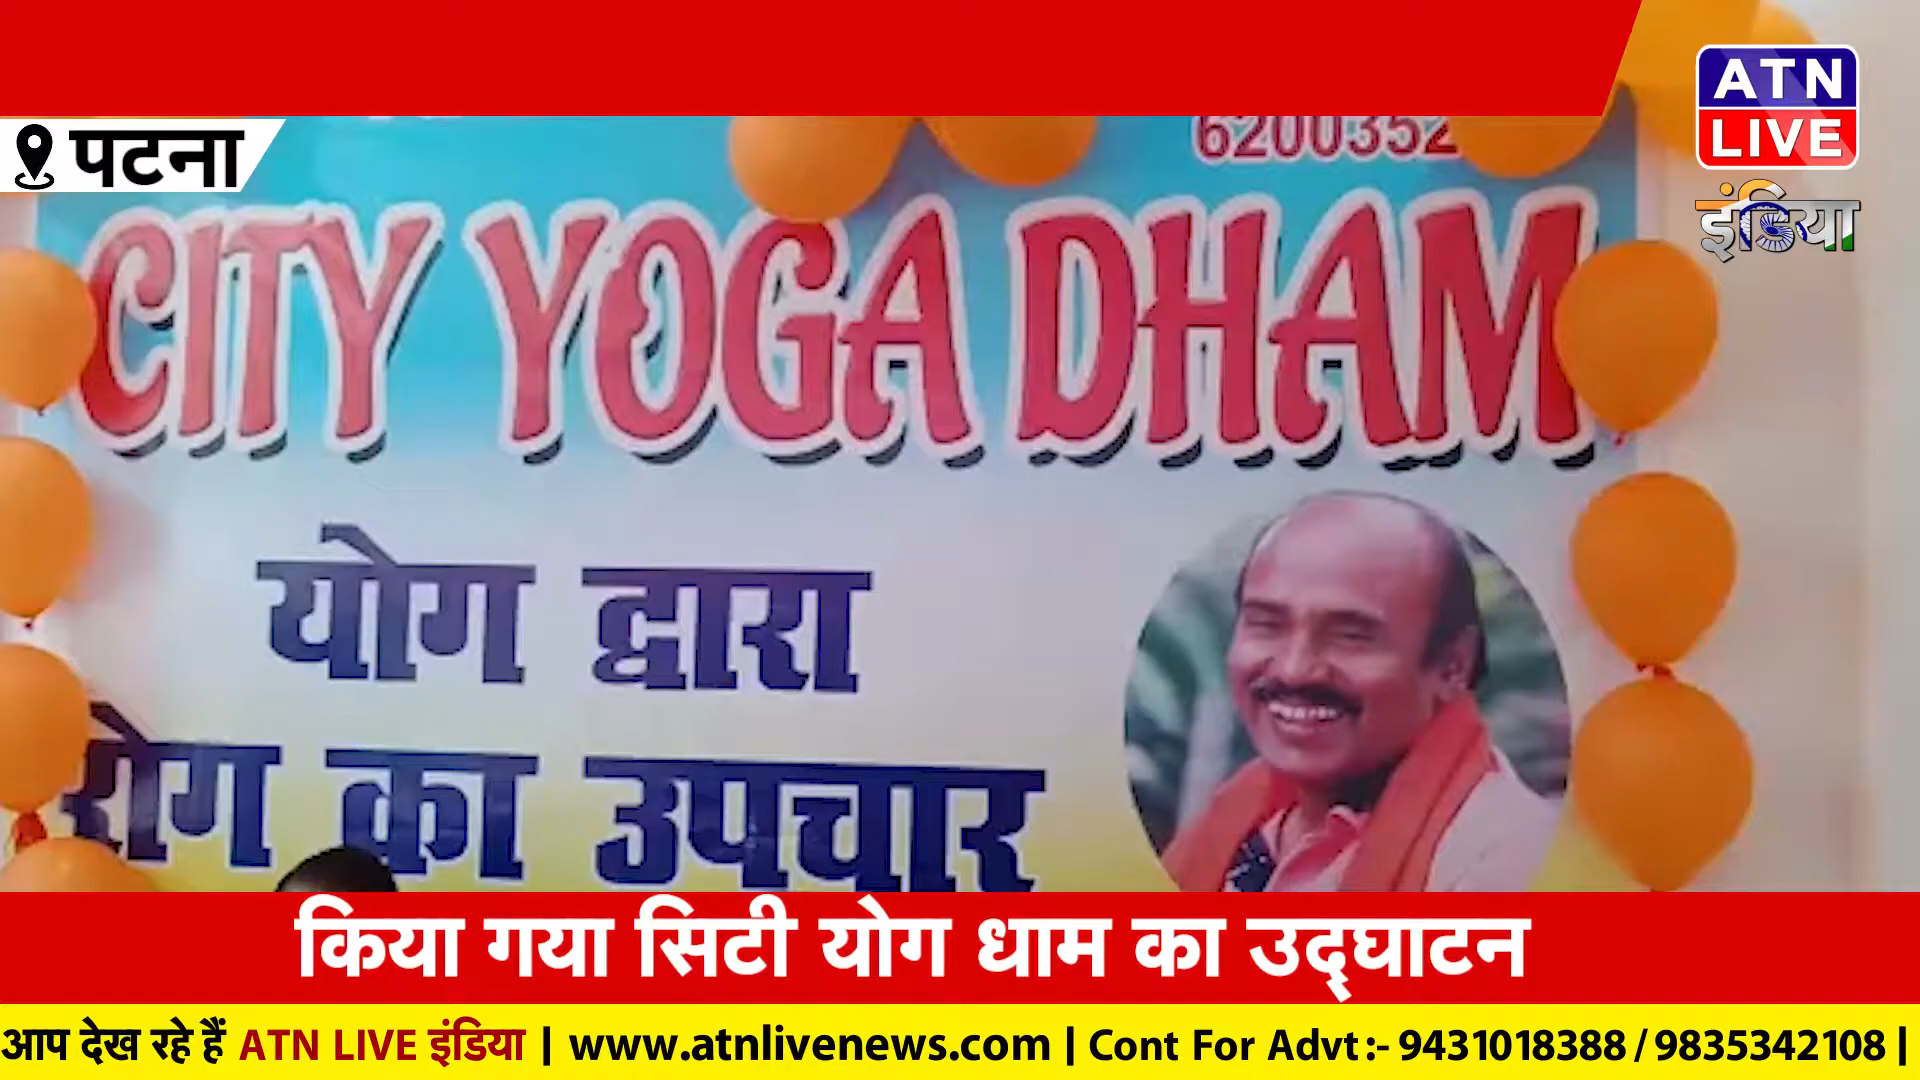 ATN
LIVE
इंडिया
पटना
6200352
CITY YOGA DHAM
योग द्वारा
रोग का उपचार
किया गया सिटी योग धाम का उद्घाटन
आप देख रहे हैं ATN LIVE इंडिया | www.atnlivenews.com | Cont For Advt:- 9431018388 / 9835342108 |